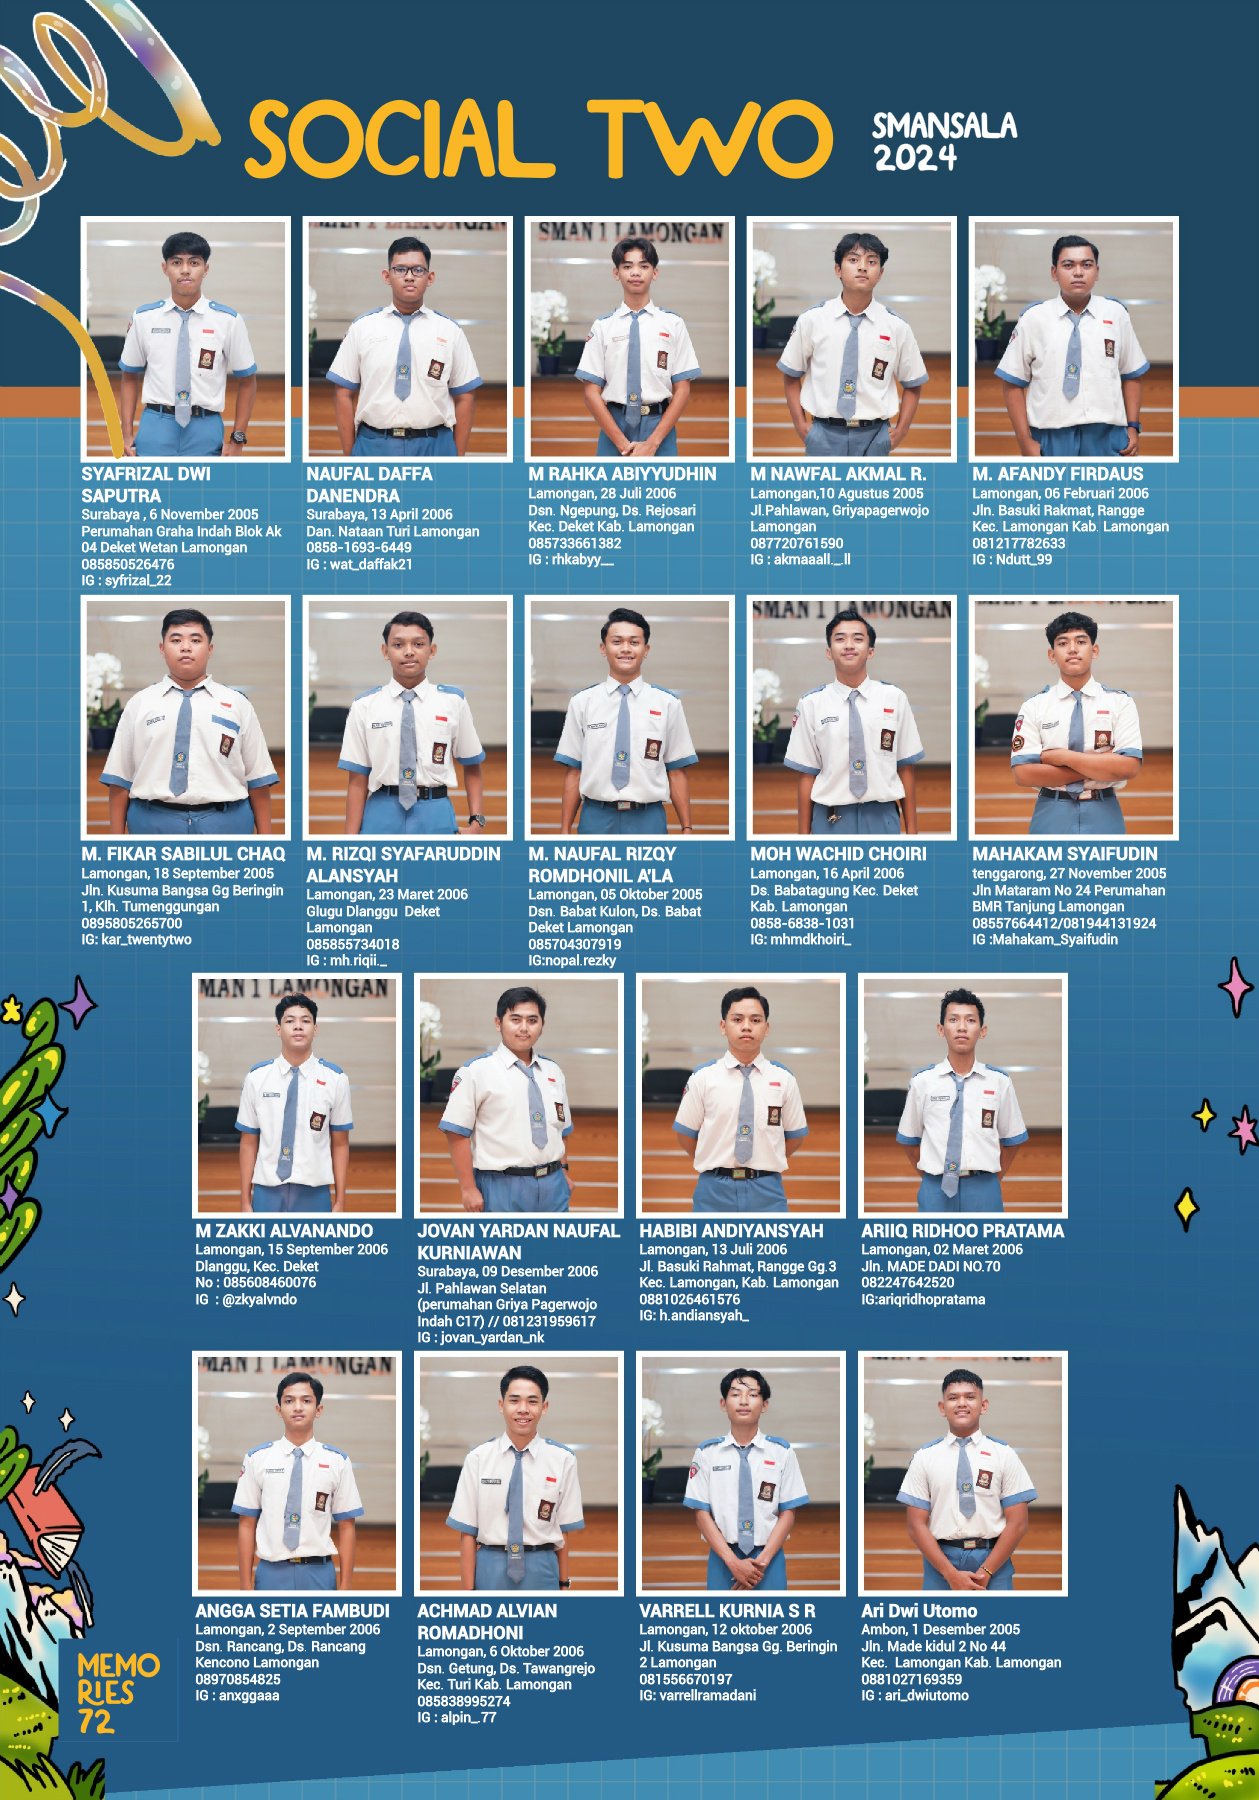 SOCIAL TWO
SMANSALA
2024
SMAN 1 LAMONGAN
SYAFRIZAL DWI
SAPUTRA
Surabaya , 6 November 2005
Perumahan Graha Indah Blok Ak
04 Deket Wetan Lamongan
085850526476
IG : syfrizal_22
NAUFAL DAFFA
DANENDRA
Surabaya, 13 April 2006
Dan. Nataan Turi Lamongan
0858-1693-6449
IG : wat_daffak21
M RAHKA ABIYYUDHIN
Lamongan, 28 Juli 2006
Dsn. Ngepung, Ds. Rejosari
Kec. Deket Kab. Lamongan
085733661382
IG : rhkabyy__
M NAWFAL AKMAL R.
Lamongan,10 Agustus 2005
Jl.Pahlawan, Griyapagerwojo
Lamongan
087720761590
IG : akmaaall._.ll
M. AFANDY FIRDAUS
Lamongan, 06 Februari 2006
Jln. Basuki Rakmat, Rangge
Kec. Lamongan Kab. Lamongan
081217782633
IG : Ndutt_99
SMAN 1 LAMONGAN
M. FIKAR SABILUL CHAQ
Lamongan, 18 September 2005
Jln. Kusuma Bangsa Gg Beringin
1, Klh. Tumenggungan
0895805265700
IG: kar_twentytwo
M. RIZQI SYAFARUDDIN
ALANSYAH
Lamongan, 23 Maret 2006
Glugu Dlanggu Deket
Lamongan
085855734018
IG : mh.riqii._
M. NAUFAL RIZQY
ROMDHONIL A'LA
Lamongan, 05 Oktober 2005
Dsn. Babat Kulon, Ds. Babat
Deket Lamongan
085704307919
IG:nopal.rezky
MOH WACHID CHOIRI
Lamongan, 16 April 2006
Ds. Babatagung Kec. Deket
Kab. Lamongan
0858-6838-1031
IG: mhmdkhoiri_
MAHAKAM SYAIFUDIN
tenggarong, 27 November 2005
Jln Mataram No 24 Perumahan
BMR Tanjung Lamongan
08557664412/081944131924
IG :Mahakam_Syaifudin
MAN 1 LAMONGAN
M ZAKKI ALVANANDO
Lamongan, 15 September 2006
Dlanggu, Kec. Deket
No : 085608460076
IG : @zkyalvndo
JOVAN YARDAN NAUFAL
KURNIAWAN
Surabaya, 09 Desember 2006
Jl. Pahlawan Selatan
(perumahan Griya Pagerwojo
Indah C17) // 081231959617
IG : jovan_yardan_nk
HABIBI ANDIYANSYAH
Lamongan, 13 Juli 2006
Jl. Basuki Rahmat, Rangge Gg.3
Kec. Lamongan, Kab. Lamongan
0881026461576
IG: h.andiansyah_
ARIIQ RIDHOO PRATAMA
Lamongan, 02 Maret 2006
Jln. MADE DADI NO.70
082247642520
IG:ariqridhopratama
MAN 1 LAMONGAN
ANGGA SETIA FAMBUDI
Lamongan, 2 September 2006
Dsn. Rancang, Ds. Rancang
Kencono Lamongan
08970854825
IG : anxggaaa
ACHMAD ALVIAN
ROMADHONI
Lamongan, 6 Oktober 2006
Dsn. Getung, Ds. Tawangrejo
Kec. Turi Kab. Lamongan
085838995274
IG : alpin_.77
VARRELL KURNIA S R
Lamongan, 12 oktober 2006
Jl. Kusuma Bangsa Gg. Beringin
2 Lamongan
081556670197
IG: varrellramadani
Ari Dwi Utomo
Ambon, 1 Desember 2005
Jln. Made kidul 2 No 44
Kec. Lamongan Kab. Lamongan
0881027169359
IG : ari_dwiutomo
MEMO
RIES
72